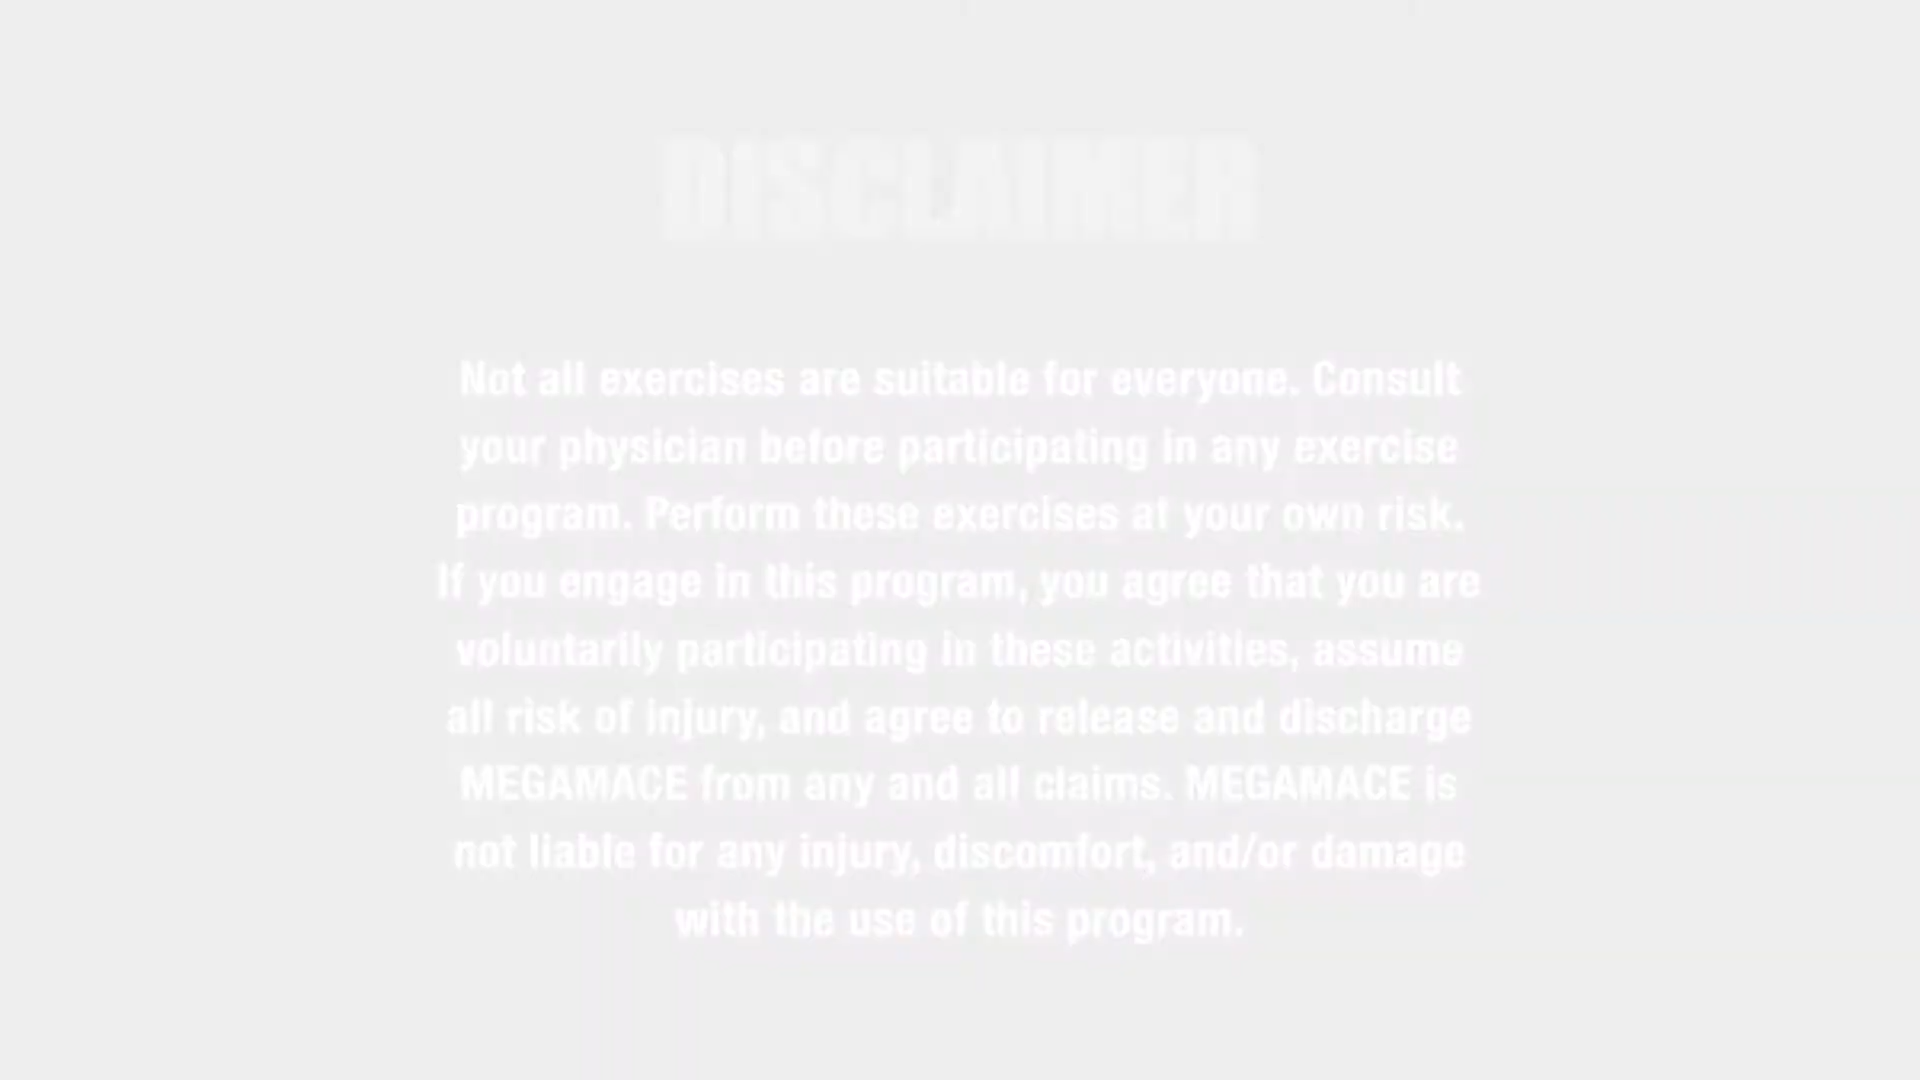 DISCLAIMER
Not all exercises are suitable for everyone. Consult
your physician before participating in any exercise
program. Perform these exercises at your own risk.
If you engage in this program, you agree that you are
voluntarily participating in these activities, assume
all risk of injury, and agree to release and discharge
MEGAMACE from any and all claims. MEGAMACE is
not liable for any injury, discomfort, and/or damage
with the use of this program.